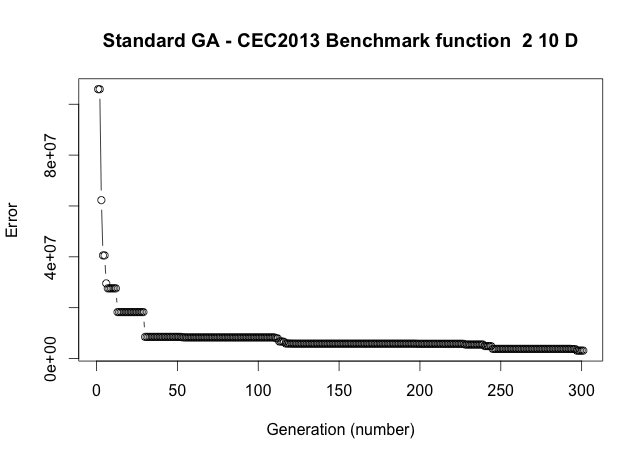 Standard GA - CEC2013 Benchmark function  2 10 D
Error
8e+07
4e+07
0e+00
0
50
100
150
200
250
300
Generation (number)